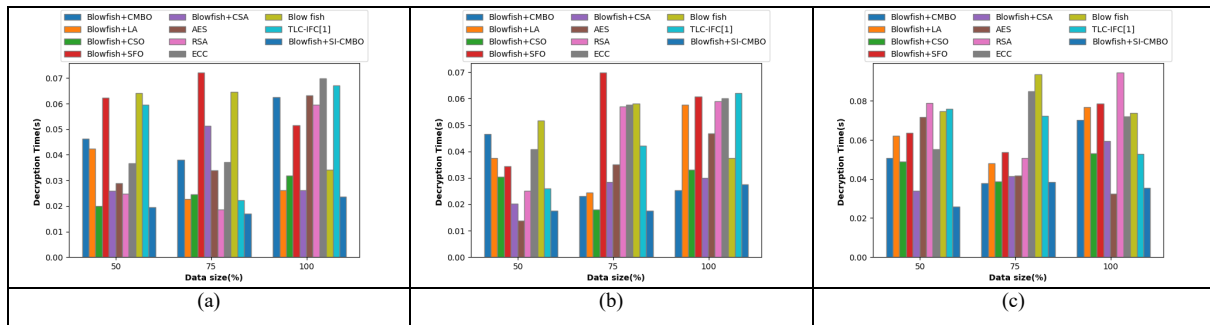 Blowfish+CMBO Blowfish+CSA Blow fish
Blowfish+LA AES TLC-IFC[1]
Blowfish+CSO RSA Blowfish+SI-CMBO
Blowfish+SFO ECC
0.07
0.06
0.05
0.04
0.03
0.02
0.01
0.00
Decryption Time(s)
50 75 100
Data size(%)
Blowfish+CMBO Blowfish+CSA Blow fish
Blowfish+LA AES TLC-IFC[1]
Blowfish+CSO RSA Blowfish+SI-CMBO
Blowfish+SFO ECC
0.07
0.06
0.05
0.04
0.03
0.02
0.01
0.00
Decryption Time(s)
50 75 100
Data size(%)
Blowfish+CMBO Blowfish+CSA Blow fish
Blowfish+LA AES TLC-IFC[1]
Blowfish+CSO RSA Blowfish+SI-CMBO
Blowfish+SFO ECC
0.08
0.06
0.04
0.02
0.00
Decryption Time(s)
50 75 100
Data size(%)
(a) (b) (c)